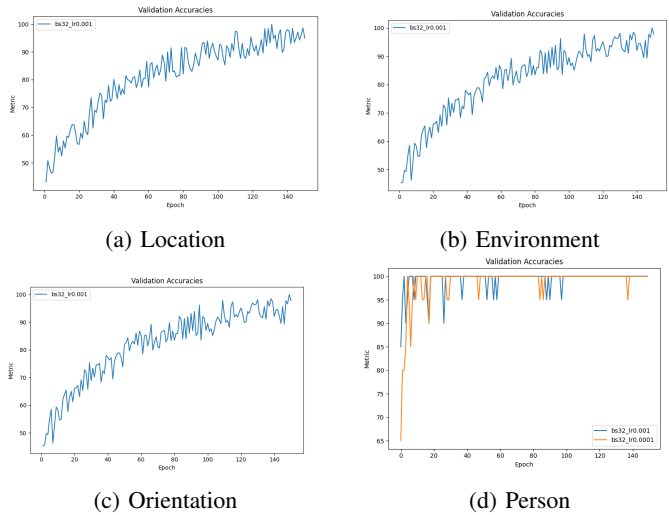 Validation Accuracies
bs32_lr0.001
100
90
80
70
60
50
Metric
0 20 40 60 80 100 120 140
Epoch
(a) Location
Validation Accuracies
bs32_lr0.001
100
90
80
70
60
50
Metric
0 20 40 60 80 100 120 140
Epoch
(b) Environment
Validation Accuracies
bs32_lr0.001
100
90
80
70
60
50
Metric
0 20 40 60 80 100 120 140
Epoch
(c) Orientation
Validation Accuracies
100
95
90
85
80
75
70
65
Metric
bs32_lr0.001
bs32_lr0.0001
0 20 40 60 80 100 120 140
Epoch
(d) Person